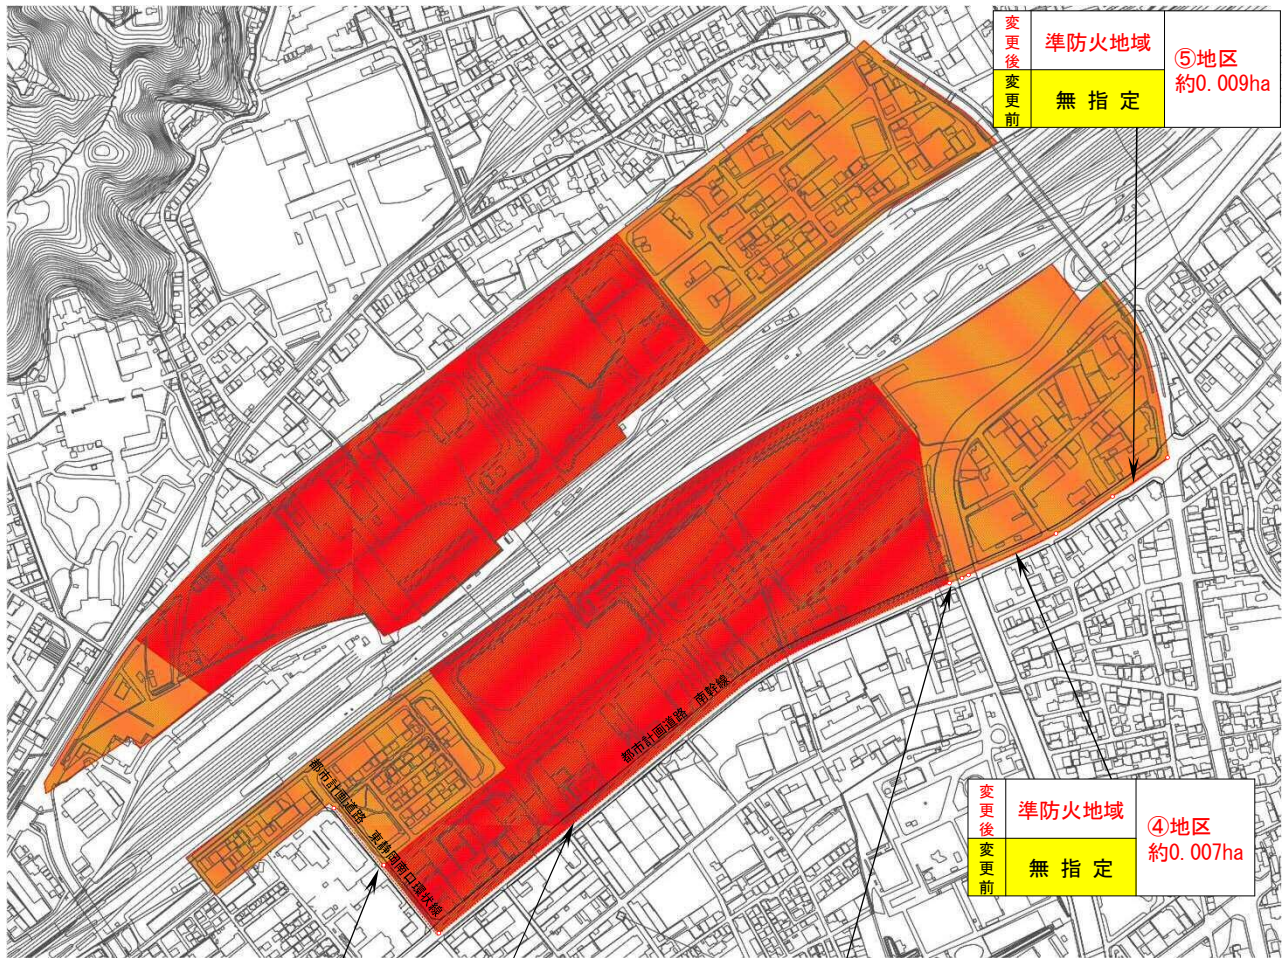 変更後
準防火地域
⑤地区
約0.009ha
変更前
無指定
都市計画道路 南幹線
都市計画道路 東静岡南口環状線
変更後
準防火地域
④地区
約0.007ha
変更前
無指定